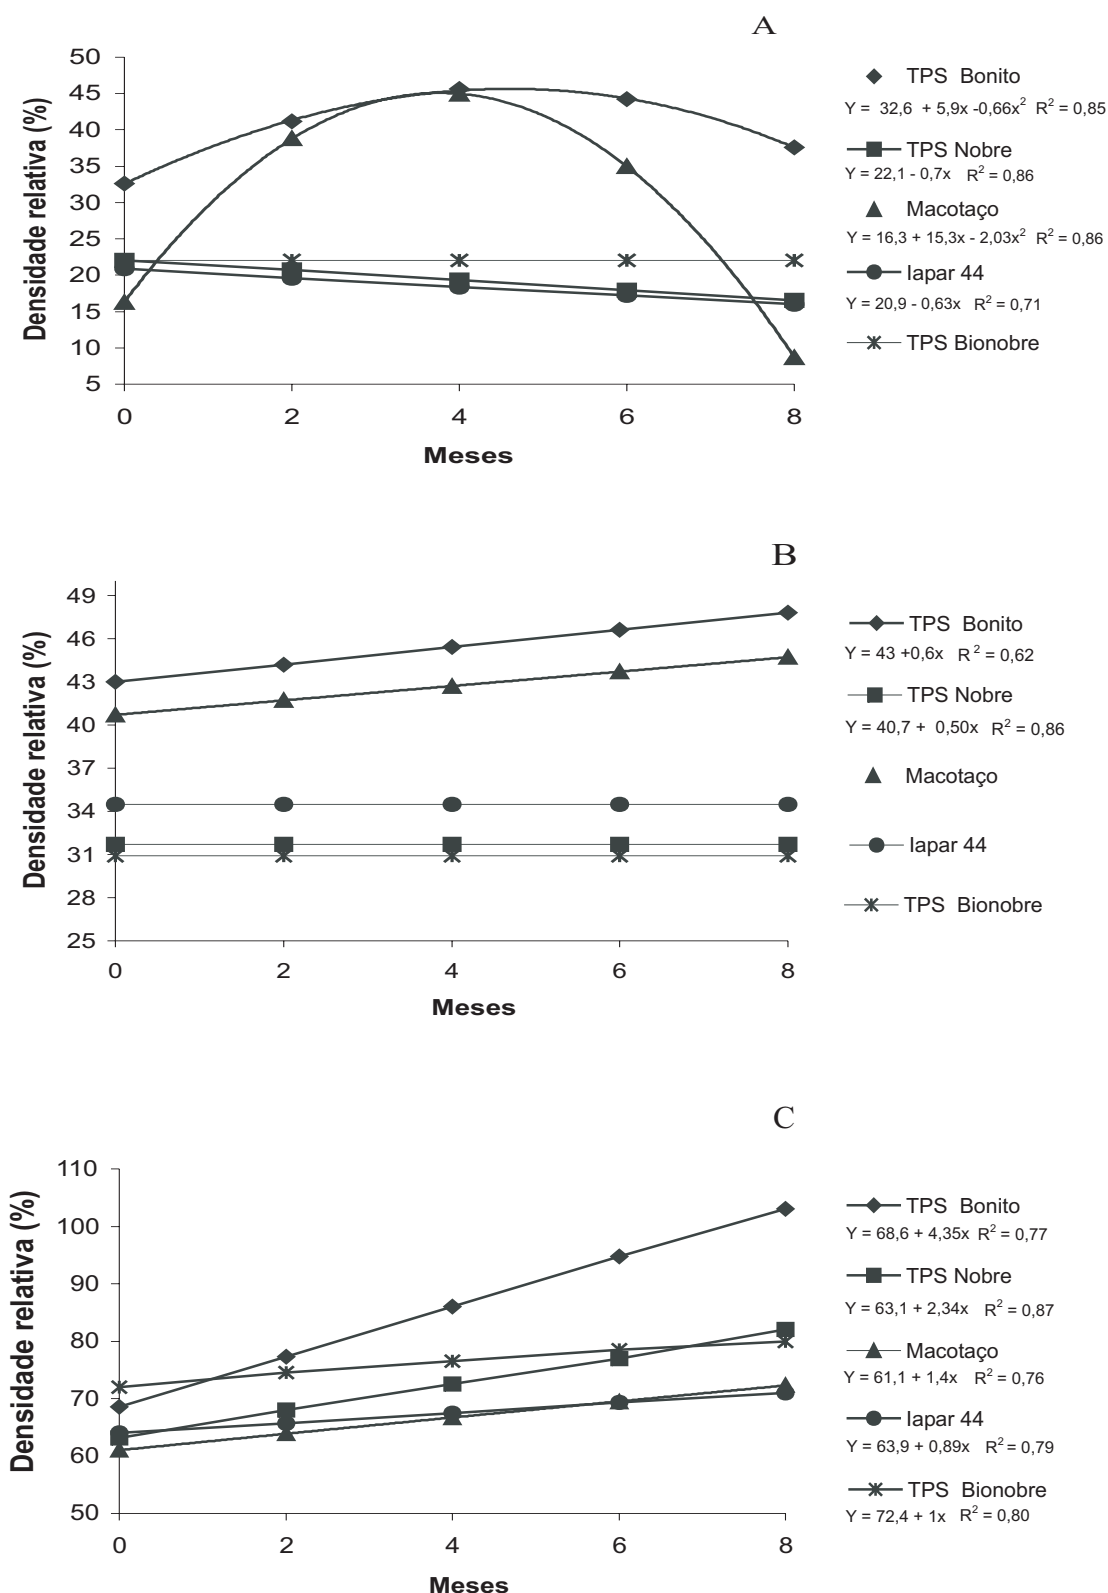 A
Densidade relativa (%)
50
45
40
35
30
25
20
15
10
5
0 2 4 6 8
Meses
TPS Bonito
Y = 32,6 + 5,9x -0,66x² R² = 0,85
TPS Nobre
Y = 22,1 - 0,7x R² = 0,86
Macotaço
Y = 16,3 + 15,3x - 2,03x² R² = 0,86
Iapar 44
Y = 20,9 - 0,63x R² = 0,71
TPS Bionobre
B
Densidade relativa (%)
49
46
43
40
37
34
31
28
25
0 2 4 6 8
Meses
TPS Bonito
Y = 43 +0,6x R² = 0,62
TPS Nobre
Y = 40,7 + 0,50x R² = 0,86
Macotaço
Iapar 44
TPS Bionobre
C
Densidade relativa (%)
110
100
90
80
70
60
50
0 2 4 6 8
Meses
TPS Bonito
Y = 68,6 + 4,35x R² = 0,77
TPS Nobre
Y = 63,1 + 2,34x R² = 0,87
Macotaço
Y = 61,1 + 1,4x R² = 0,76
Iapar 44
Y = 63,9 + 0,89x R² = 0,79
TPS Bionobre
Y = 72,4 + 1x R² = 0,80